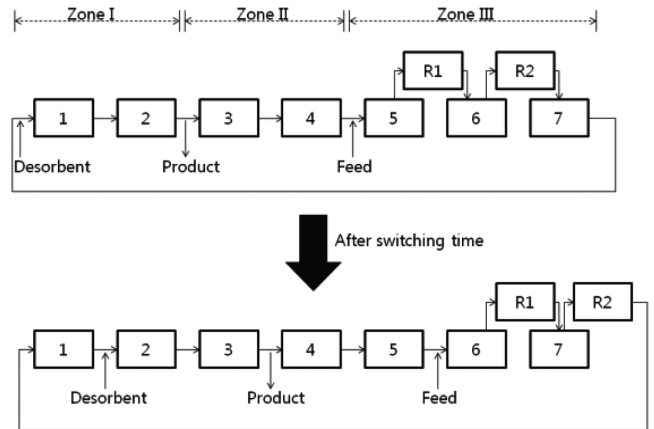 Zone I Zone II Zone III
R1 R2
1 2 3 4 5 6 7
Desorbent Product Feed
After switching time
R1 R2
1 2 3 4 5 6 7
Desorbent Product Feed